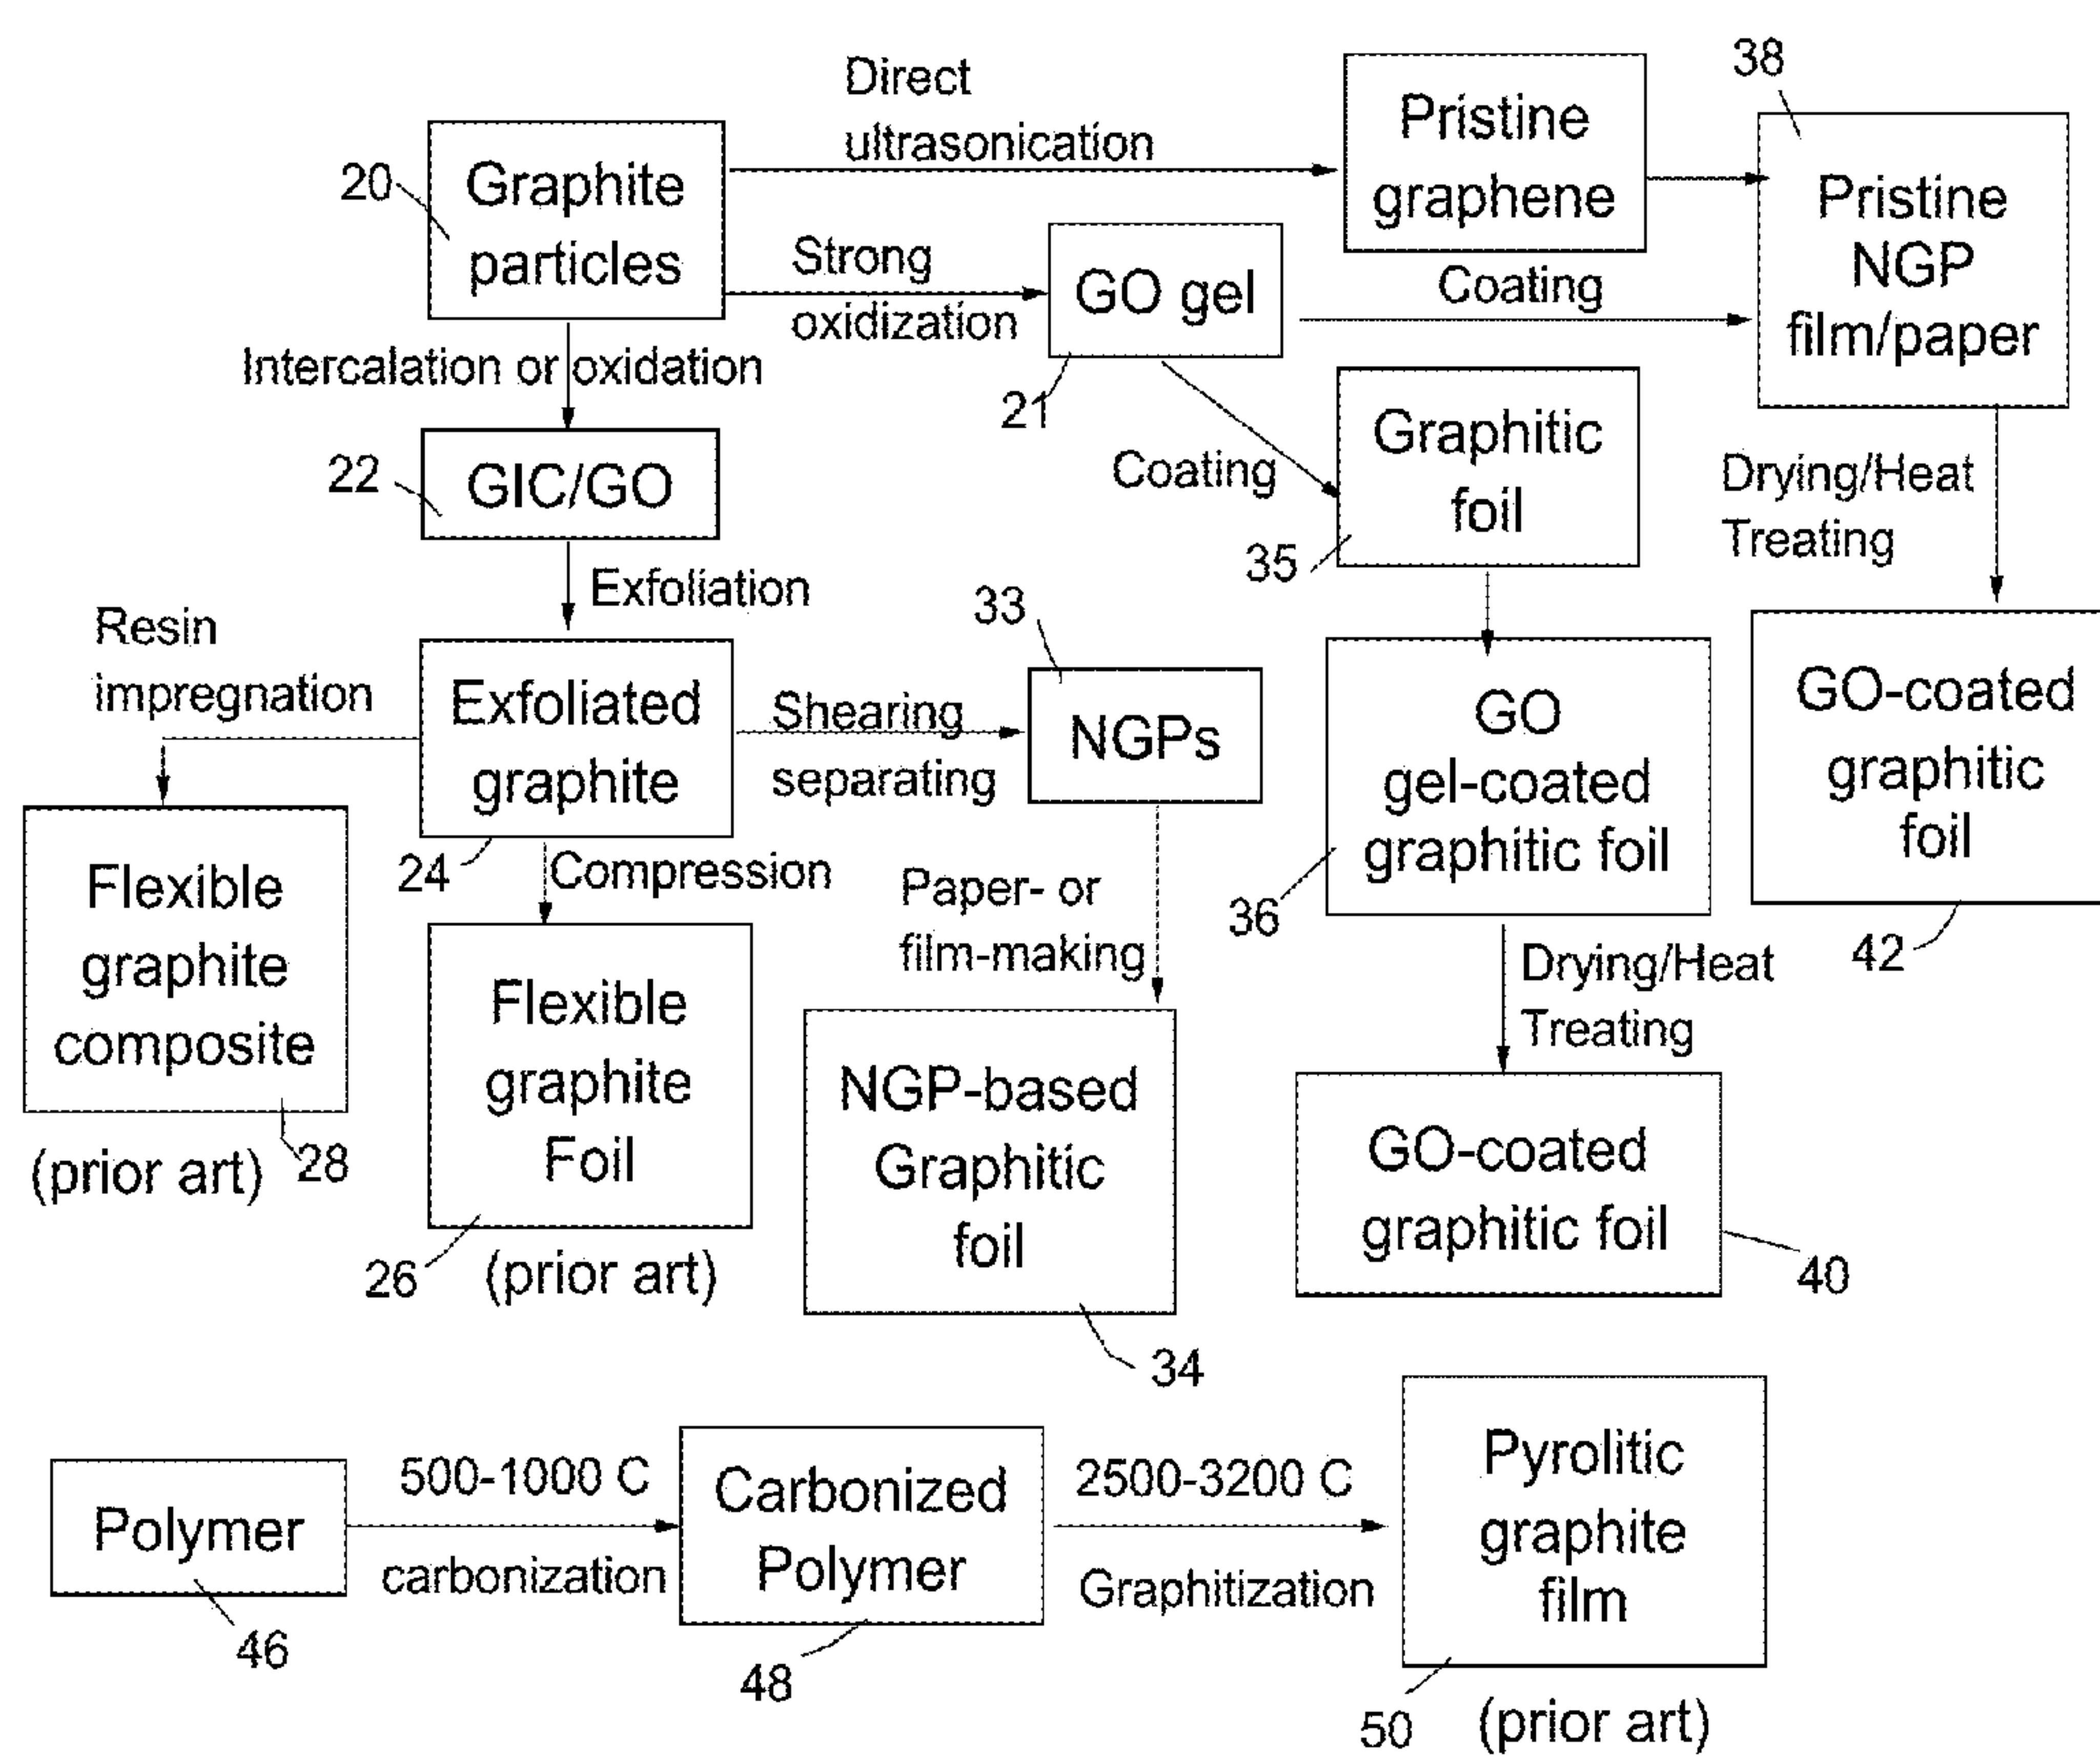 Direct
ultrasonication
Pristine
graphene
38
Pristine
NGP
film/paper
20
Graphite
particles
Strong
oxidization
GO gel
21
Coating
Intercalation or oxidation
Coating
Graphitic
foil
35
Drying/Heat
Treating
22
GIC/GO
Exfoliation
Resin
impregnation
Exfoliated
graphite
24
Shearing
separating
33
NGPs
GO
gel-coated
graphitic foil
36
GO-coated
graphitic
foil
42
Flexible
graphite
composite
(prior art)
28
Compression
Flexible
graphite
Foil
26
(prior art)
Paper- or
film-making
NGP-based
Graphitic
foil
34
Drying/Heat
Treating
GO-coated
graphitic foil
40
Polymer
46
500-1000 C
carbonization
Carbonized
Polymer
48
2500-3200 C
Graphitization
Pyrolitic
graphite
film
50
(prior art)